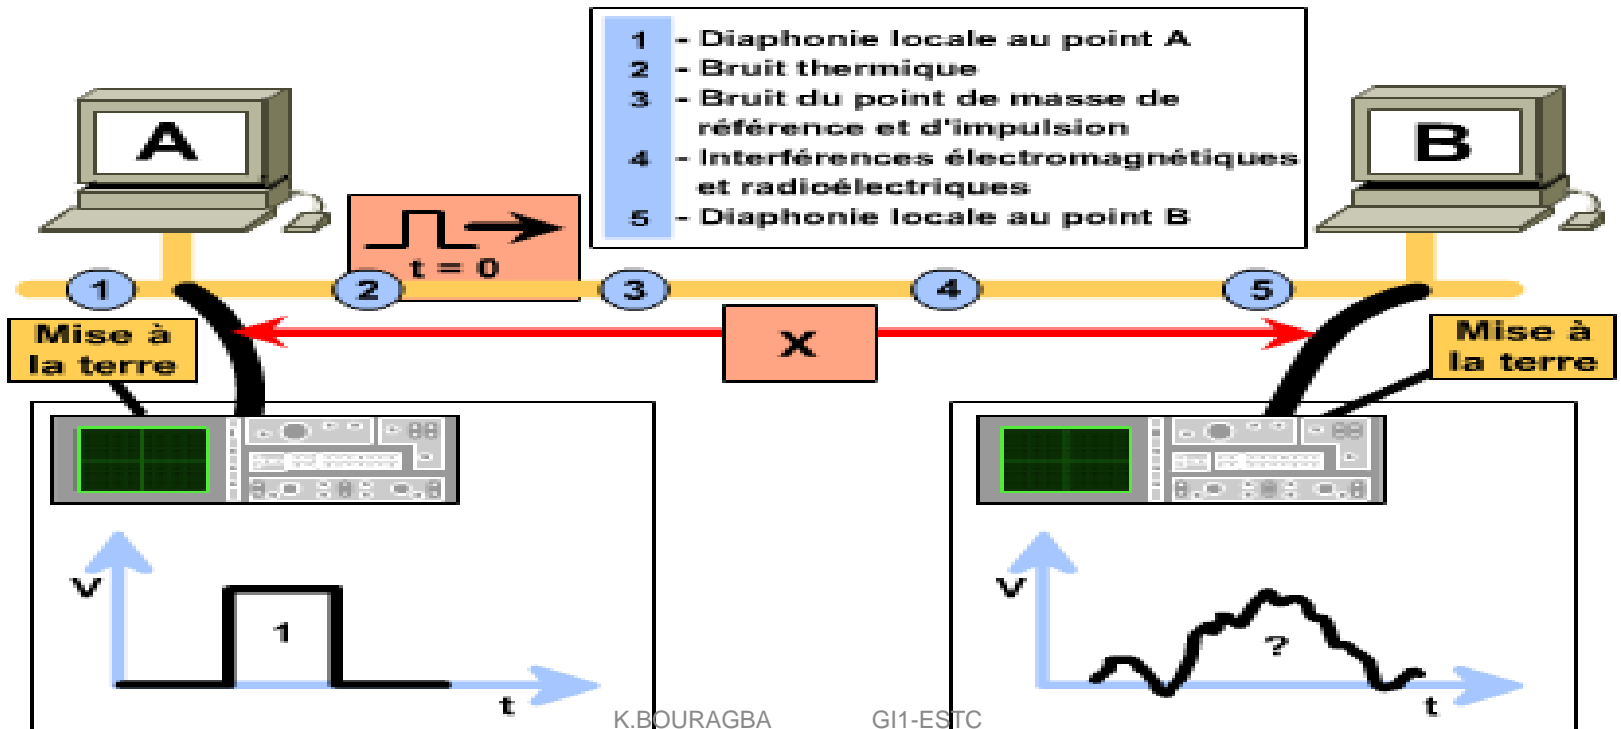 1 - Diaphonie locale au point A
2 - Bruit thermique
3 - Bruit du point de masse de
référence et d'impulsion
4 - Interférences électromagnétiques
et radioélectriques
5 - Diaphonie locale au point B
A
B
t = 0
1
2
3
4
5
Mise à
la terre
X
Mise à
la terre
V
1
t
V
?
t
K.BOURAGBA GI1-ESTC